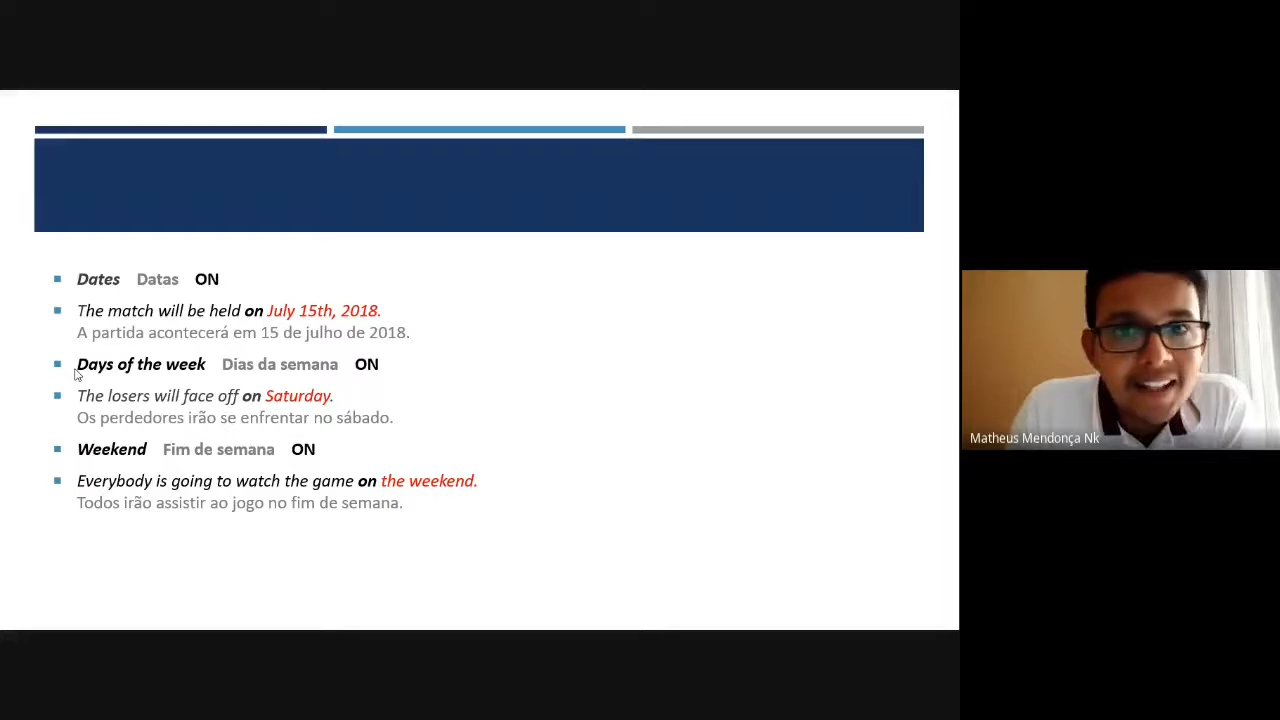 Dates Datas ON
The match will be held on July 15th, 2018.
A partida acontecerá em 15 de julho de 2018.
Days of the week Dias da semana ON
The losers will face off on Saturday.
Os perdedores irão se enfrentar no sábado.
Weekend Fim de semana ON
Everybody is going to watch the game on the weekend.
Todos irão assistir ao jogo no fim de semana.
Matheus Mendonça Nk